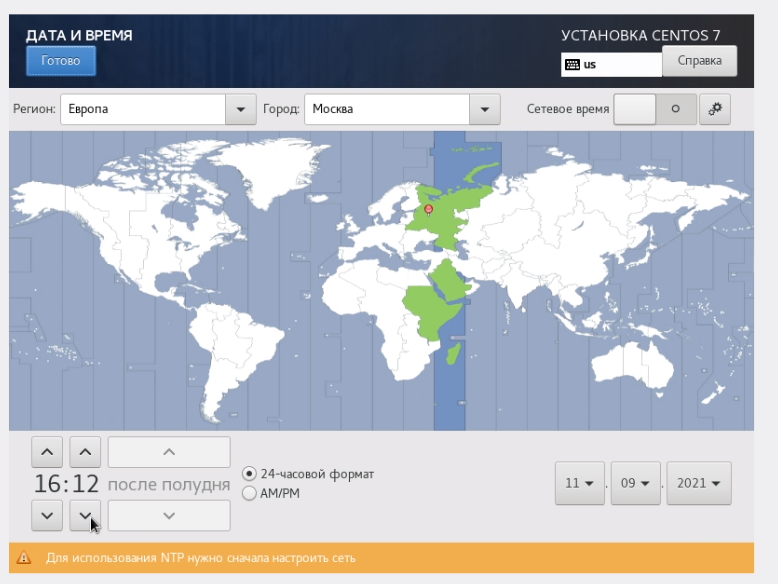 ДАТА И ВРЕМЯ
УСТАНОВКА CENTOS 7
Готово
us
Справка
Регион: Европа Город: Москва Сетевое время
16:12 после полудня
24-часовой формат
AM/PM
11 . 09 . 2021
Для использования NTP нужно сначала настроить сеть